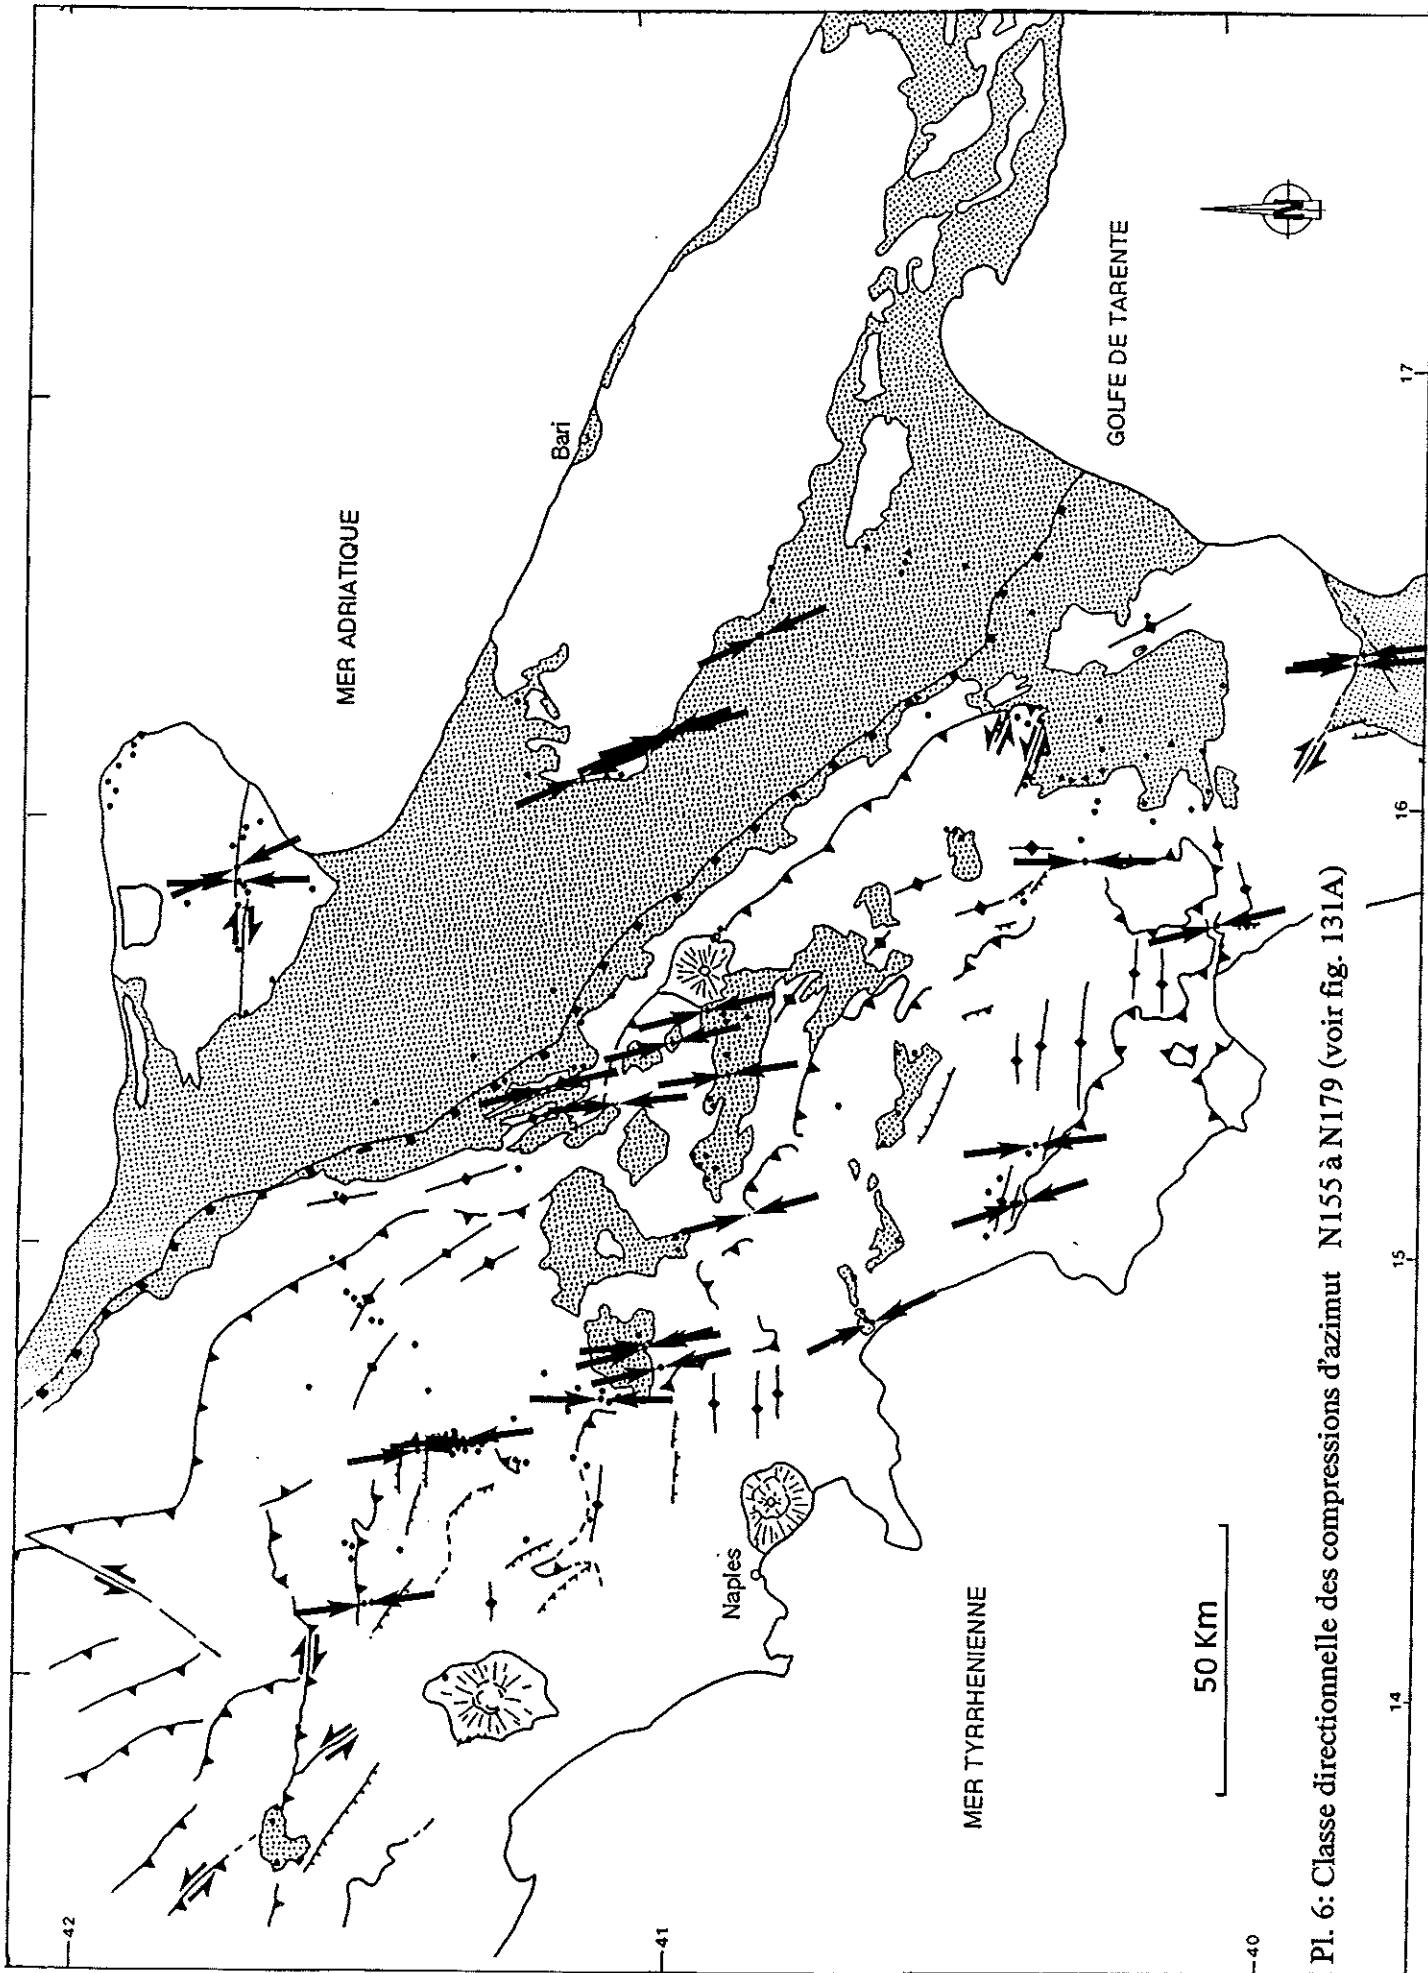 MER ADRIATIQUE
Bari
GOLFE DE TARENTE
N
Naples
MER TYRRHENIENNE
50 Km
42
41
40
14
15
16
17
Pl. 6: Classe directionnelle des compressions d'azimut N155 à N179 (voir fig. 131A)